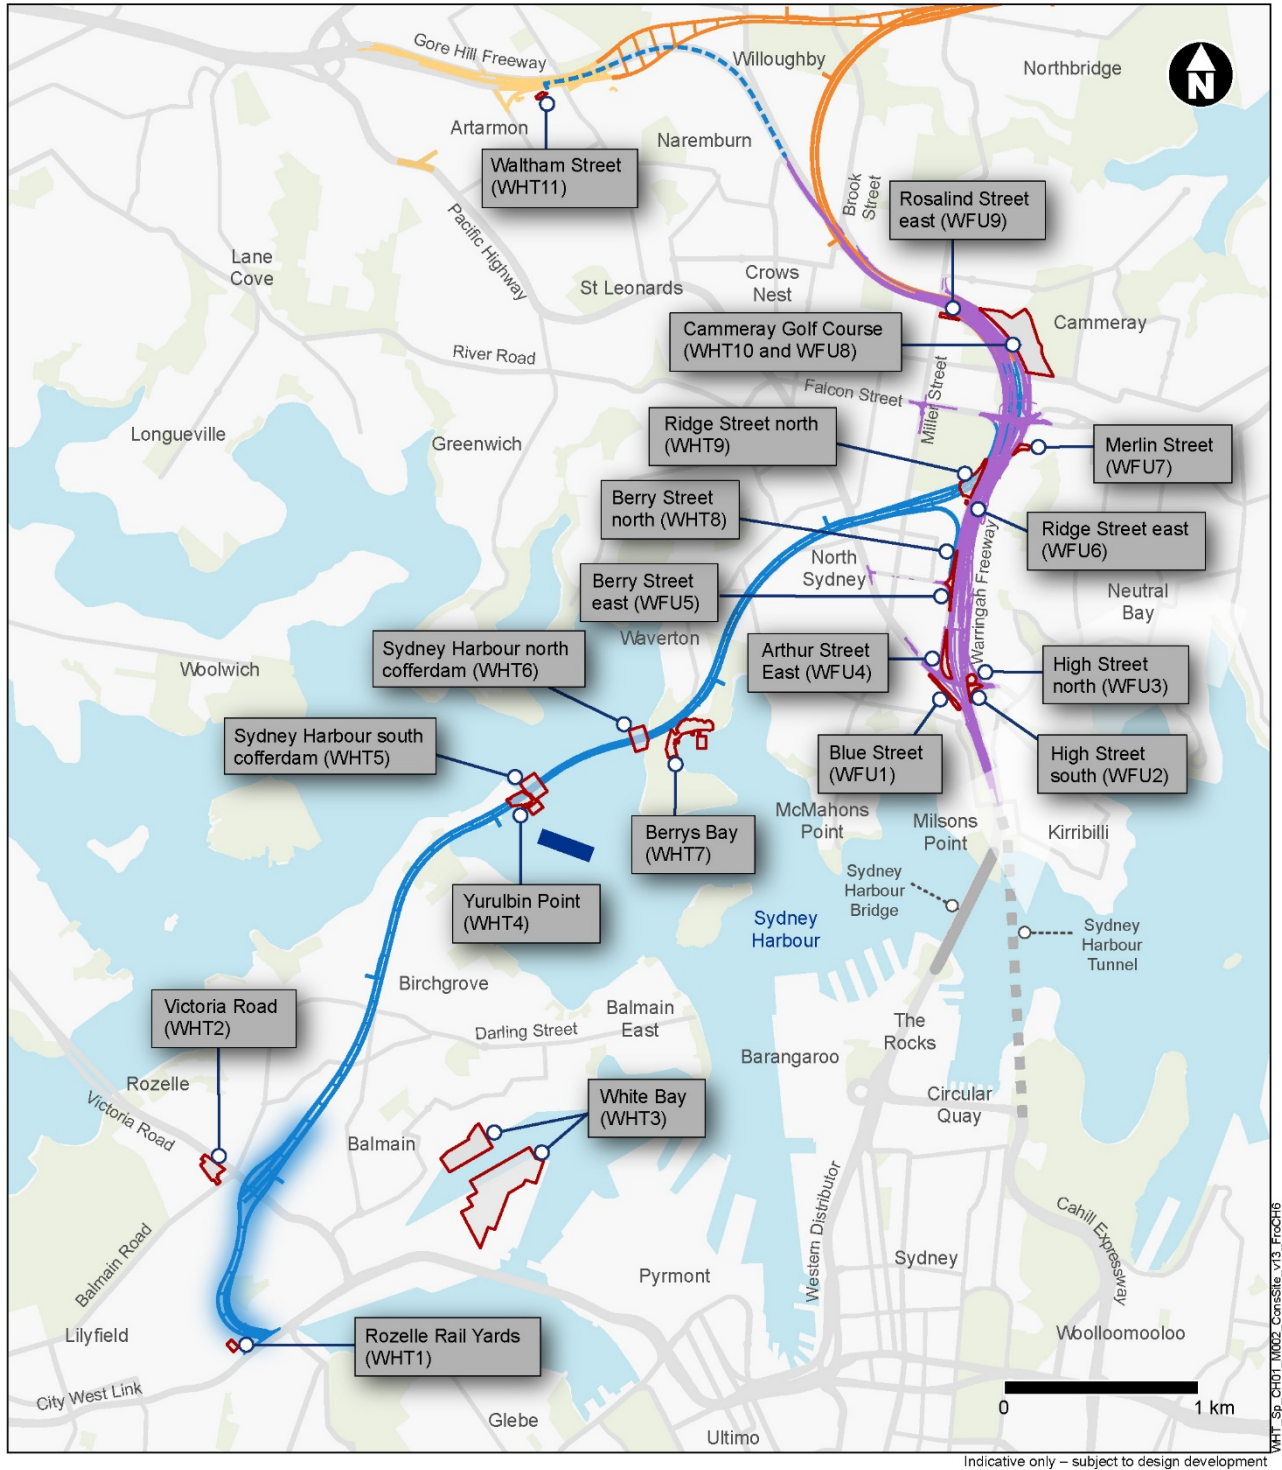 Gore Hill Freeway
Willoughby
Northbridge
N
Artarmon
Naremburn
Waltham Street
(WHT11)
Brook
Street
Rosalind Street
east (WFU9)
Pacific Highway
Lane
Cove
St Leonards
Crows
Nest
Cammeray Golf Course
(WHT10 and WFU8)
Cammeray
River Road
Miller Street
Falcon Street
Longueville
Greenwich
Ridge Street north
(WHT9)
Merlin Street
(WFU7)
Berry Street
north (WHT8)
Ridge Street east
(WFU6)
North
Sydney
Warringah Freeway
Berry Street
east (WFU5)
Neutral
Bay
Waverton
Woolwich
Sydney Harbour north
cofferdam (WHT6)
Arthur Street
East (WFU4)
High Street
north (WFU3)
Sydney Harbour south
cofferdam (WHT5)
Blue Street
(WFU1)
High Street
south (WFU2)
McMahons
Point
Milsons
Point
Kirribilli
Berrys Bay
(WHT7)
Yurulbin Point
(WHT4)
Sydney
Harbour
Bridge
Sydney
Harbour
Sydney
Harbour
Tunnel
Birchgrove
Victoria Road
(WHT2)
Darling Street
Balmain
East
The
Rocks
Barangaroo
Rozelle
Victoria Road
Circular
Quay
White Bay
(WHT3)
Balmain
Western Distributor
Cahill Expressway
Balmain Road
Sydney
Pyrmont
Lilyfield
Rozelle Rail Yards
(WHT1)
Woolloomooloo
City West Link
Glebe
Ultimo
0 1 km
WHT_Sp_CH01_M002_ConsSite_v13_FroCH6
Indicative only – subject to design development